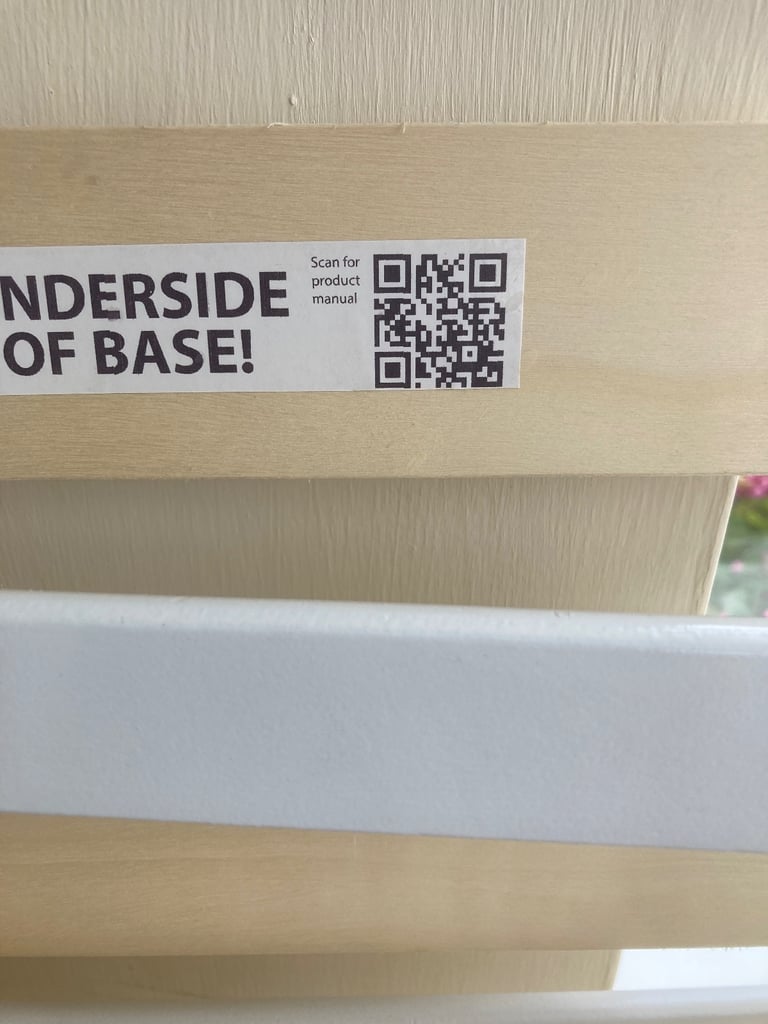 NDERSIDE
OF BASE!
Scan for
product
manual